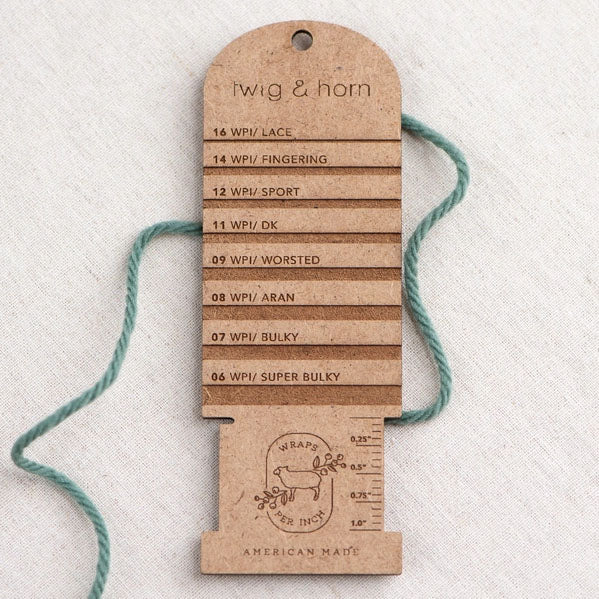 twig & horn
16 WPI/ LACE
14 WPI/ FINGERING
12 WPI/ SPORT
11 WPI/ DK
09 WPI/ WORSTED
08 WPI/ ARAN
07 WPI/ BULKY
06 WPI/ SUPER BULKY
WRAPS
PER INCH
0.25"
0.5"
0.75"
1.0"
AMERICAN MADE